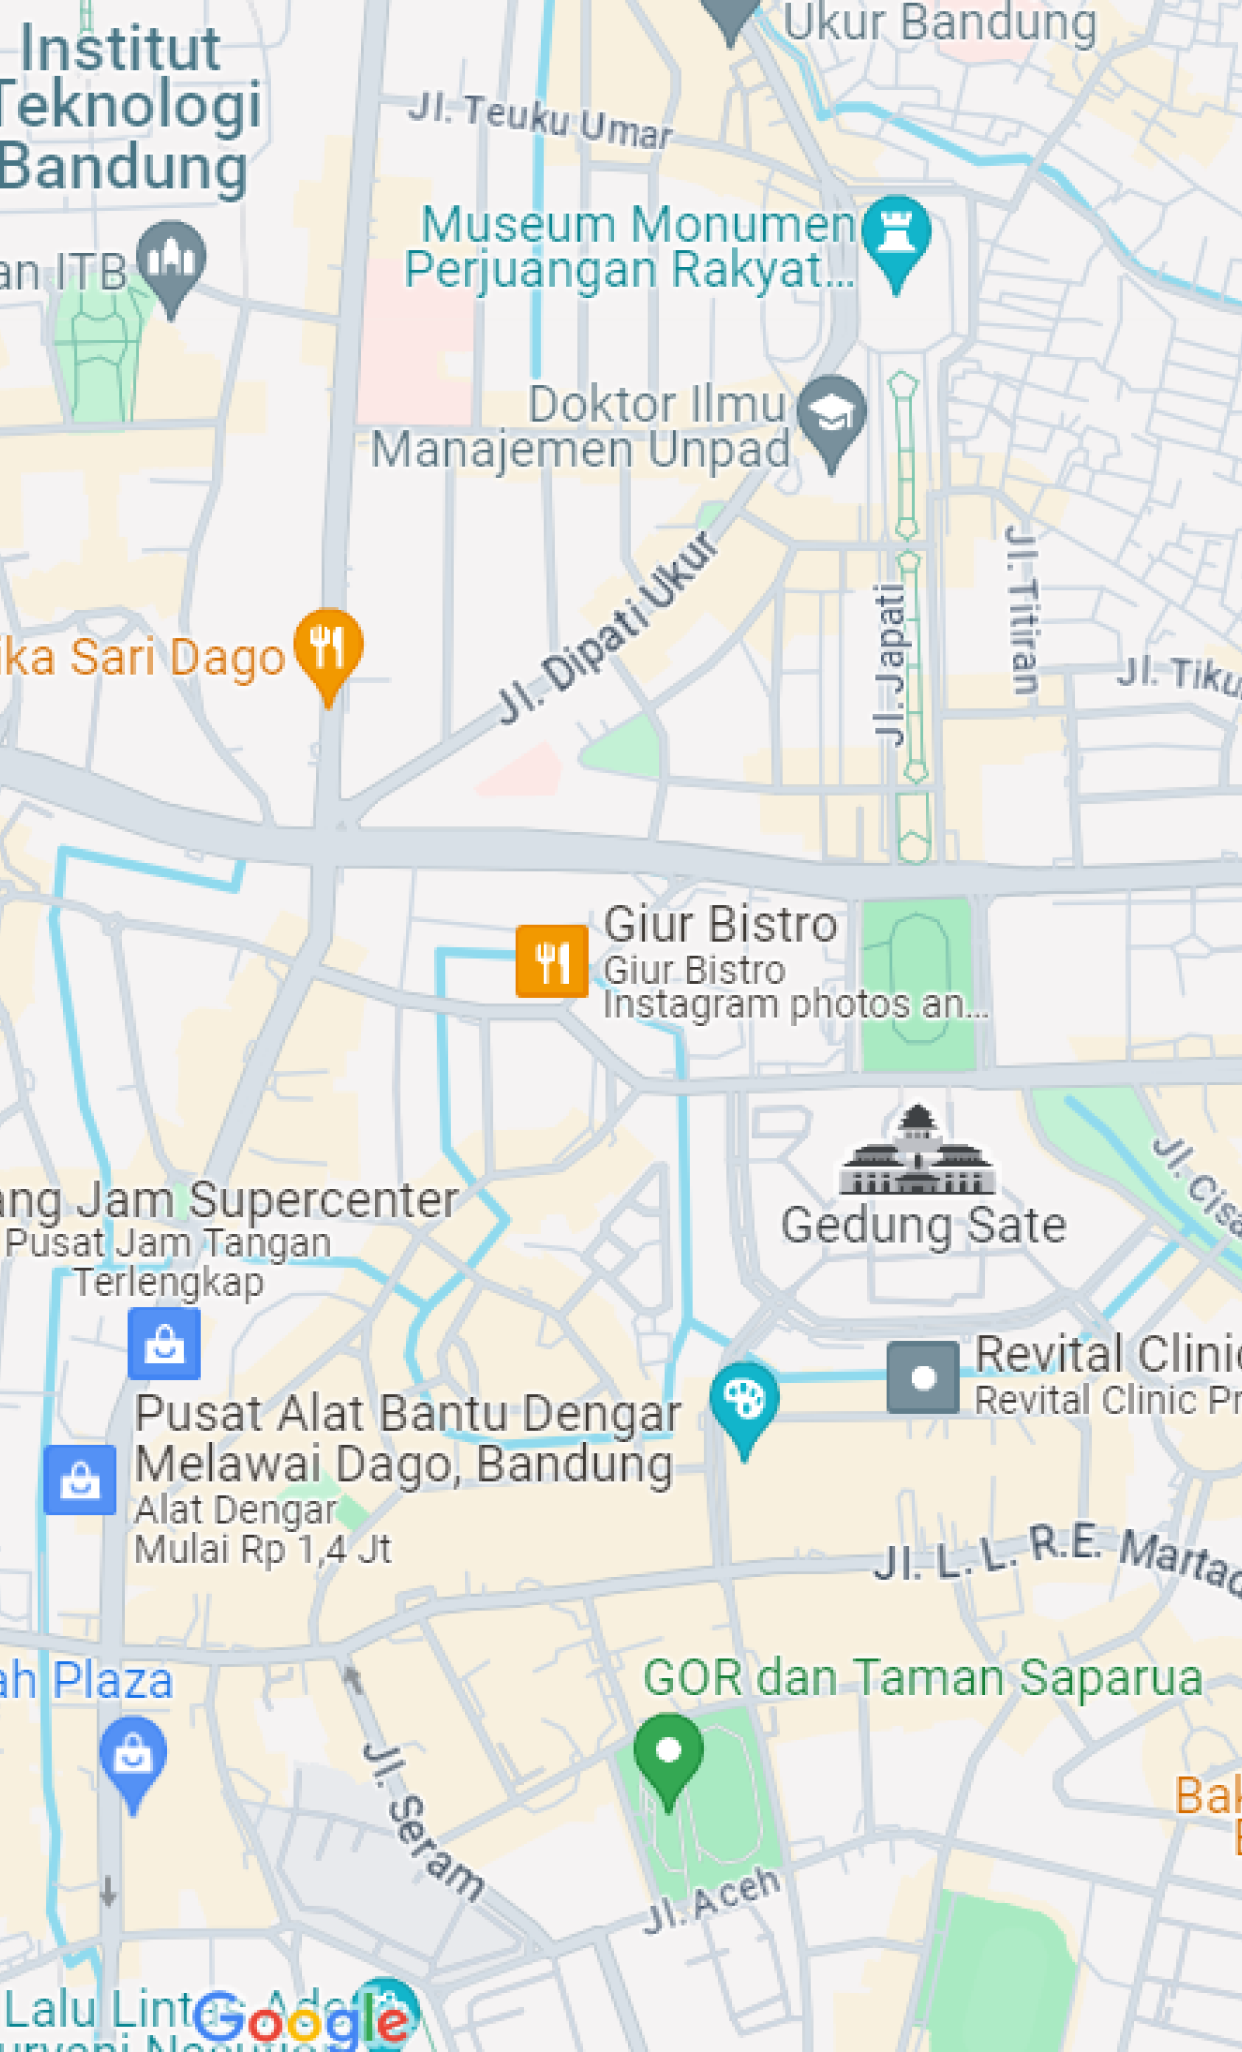 Institut
Teknologi
Bandung
Ukur Bandung
Jl. Teuku Umar
Museum Monumen
Perjuangan Rakyat...
an ITB
Doktor Ilmu
Manajemen Unpad
Jl. Dipati Ukur
Jl. Titiran
Jl. Japati
ika Sari Dago
Jl. Tiku
Giur Bistro
Giur Bistro
Instagram photos an...
Jl. Cisa
ang Jam Supercenter
Pusat Jam Tangan
Terlengkap
Gedung Sate
Revital Clinic
Revital Clinic Pr
Pusat Alat Bantu Dengar
Melawai Dago, Bandung
Alat Dengar
Mulai Rp 1,4 Jt
Jl. L. L. R.E. Martad
ah Plaza
GOR dan Taman Saparua
Jl. Seram
Bak
E
Jl. Aceh
Lalu Lintas Ade
Google